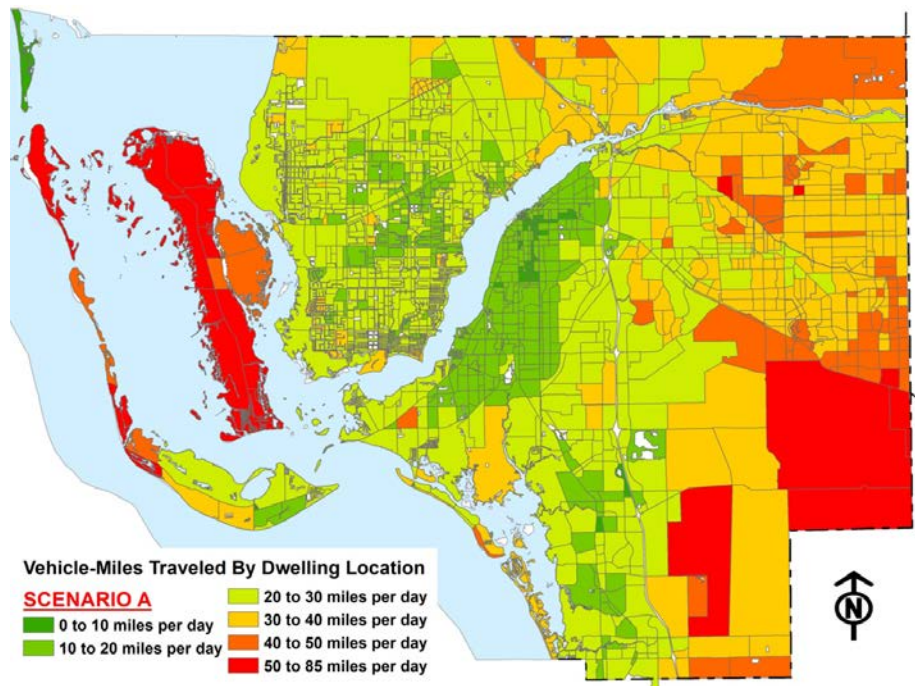 Vehicle-Miles Traveled By Dwelling Location
SCENARIO A
0 to 10 miles per day
10 to 20 miles per day
20 to 30 miles per day
30 to 40 miles per day
40 to 50 miles per day
50 to 85 miles per day
N